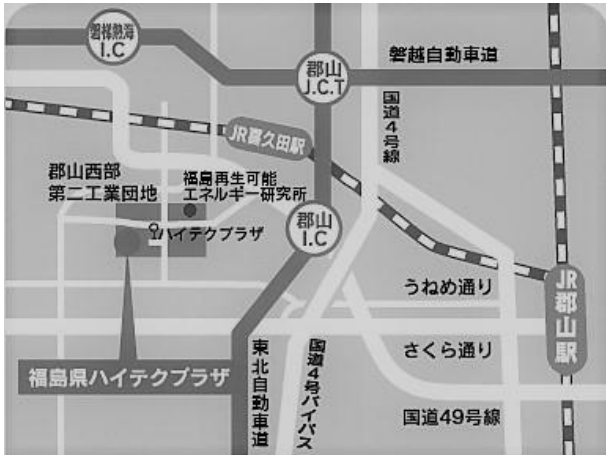 磐梯熱海
I.C
郡山
J.C.T
磐越自動車道
国道4号線
JR喜久田駅
郡山西部
第二工業団地
福島再生可能
エネルギー研究所
ハイテクプラザ
郡山
I.C
うねめ通り
JR郡山駅
さくら通り
福島県ハイテクプラザ
東北自動車道
国道4号バイパス
国道49号線